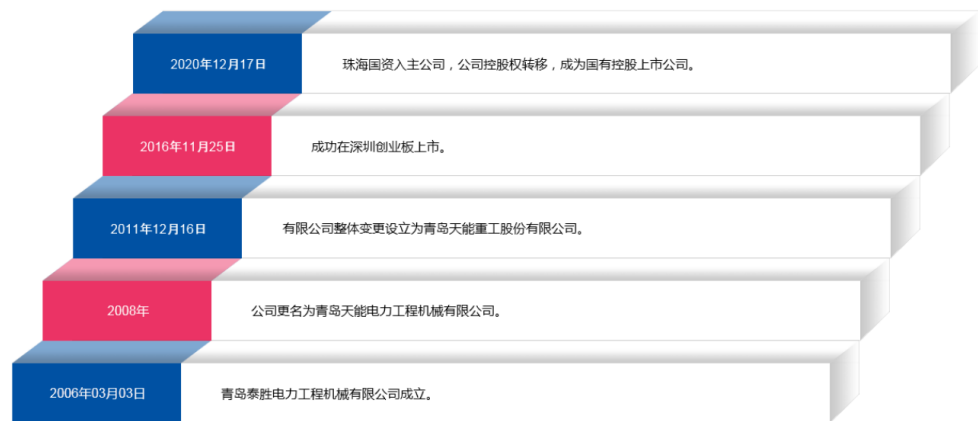 2020年12月17日
珠海国资入主公司，公司控股权转移，成为国有控股上市公司。
2016年11月25日
成功在深圳创业板上市。
2011年12月16日
有限公司整体变更设立为青岛天能重工股份有限公司。
2008年
公司更名为青岛天能电力工程机械有限公司。
2006年03月03日
青岛泰胜电力工程机械有限公司成立。